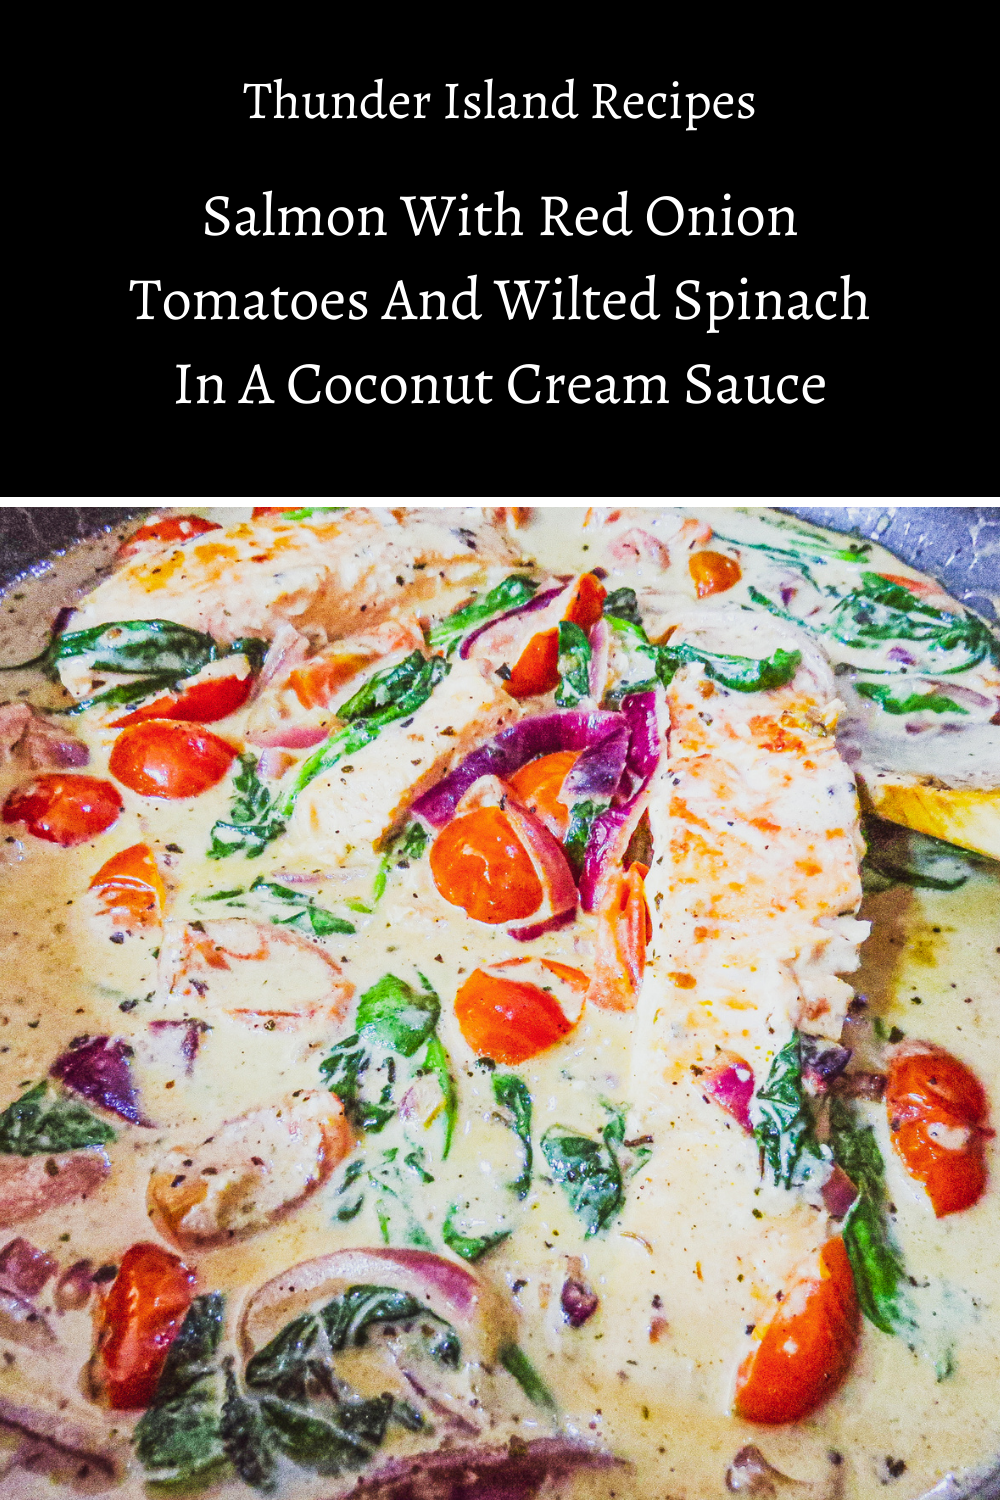 Thunder Island Recipes
Salmon With Red Onion
Tomatoes And Wilted Spinach
In A Coconut Cream Sauce